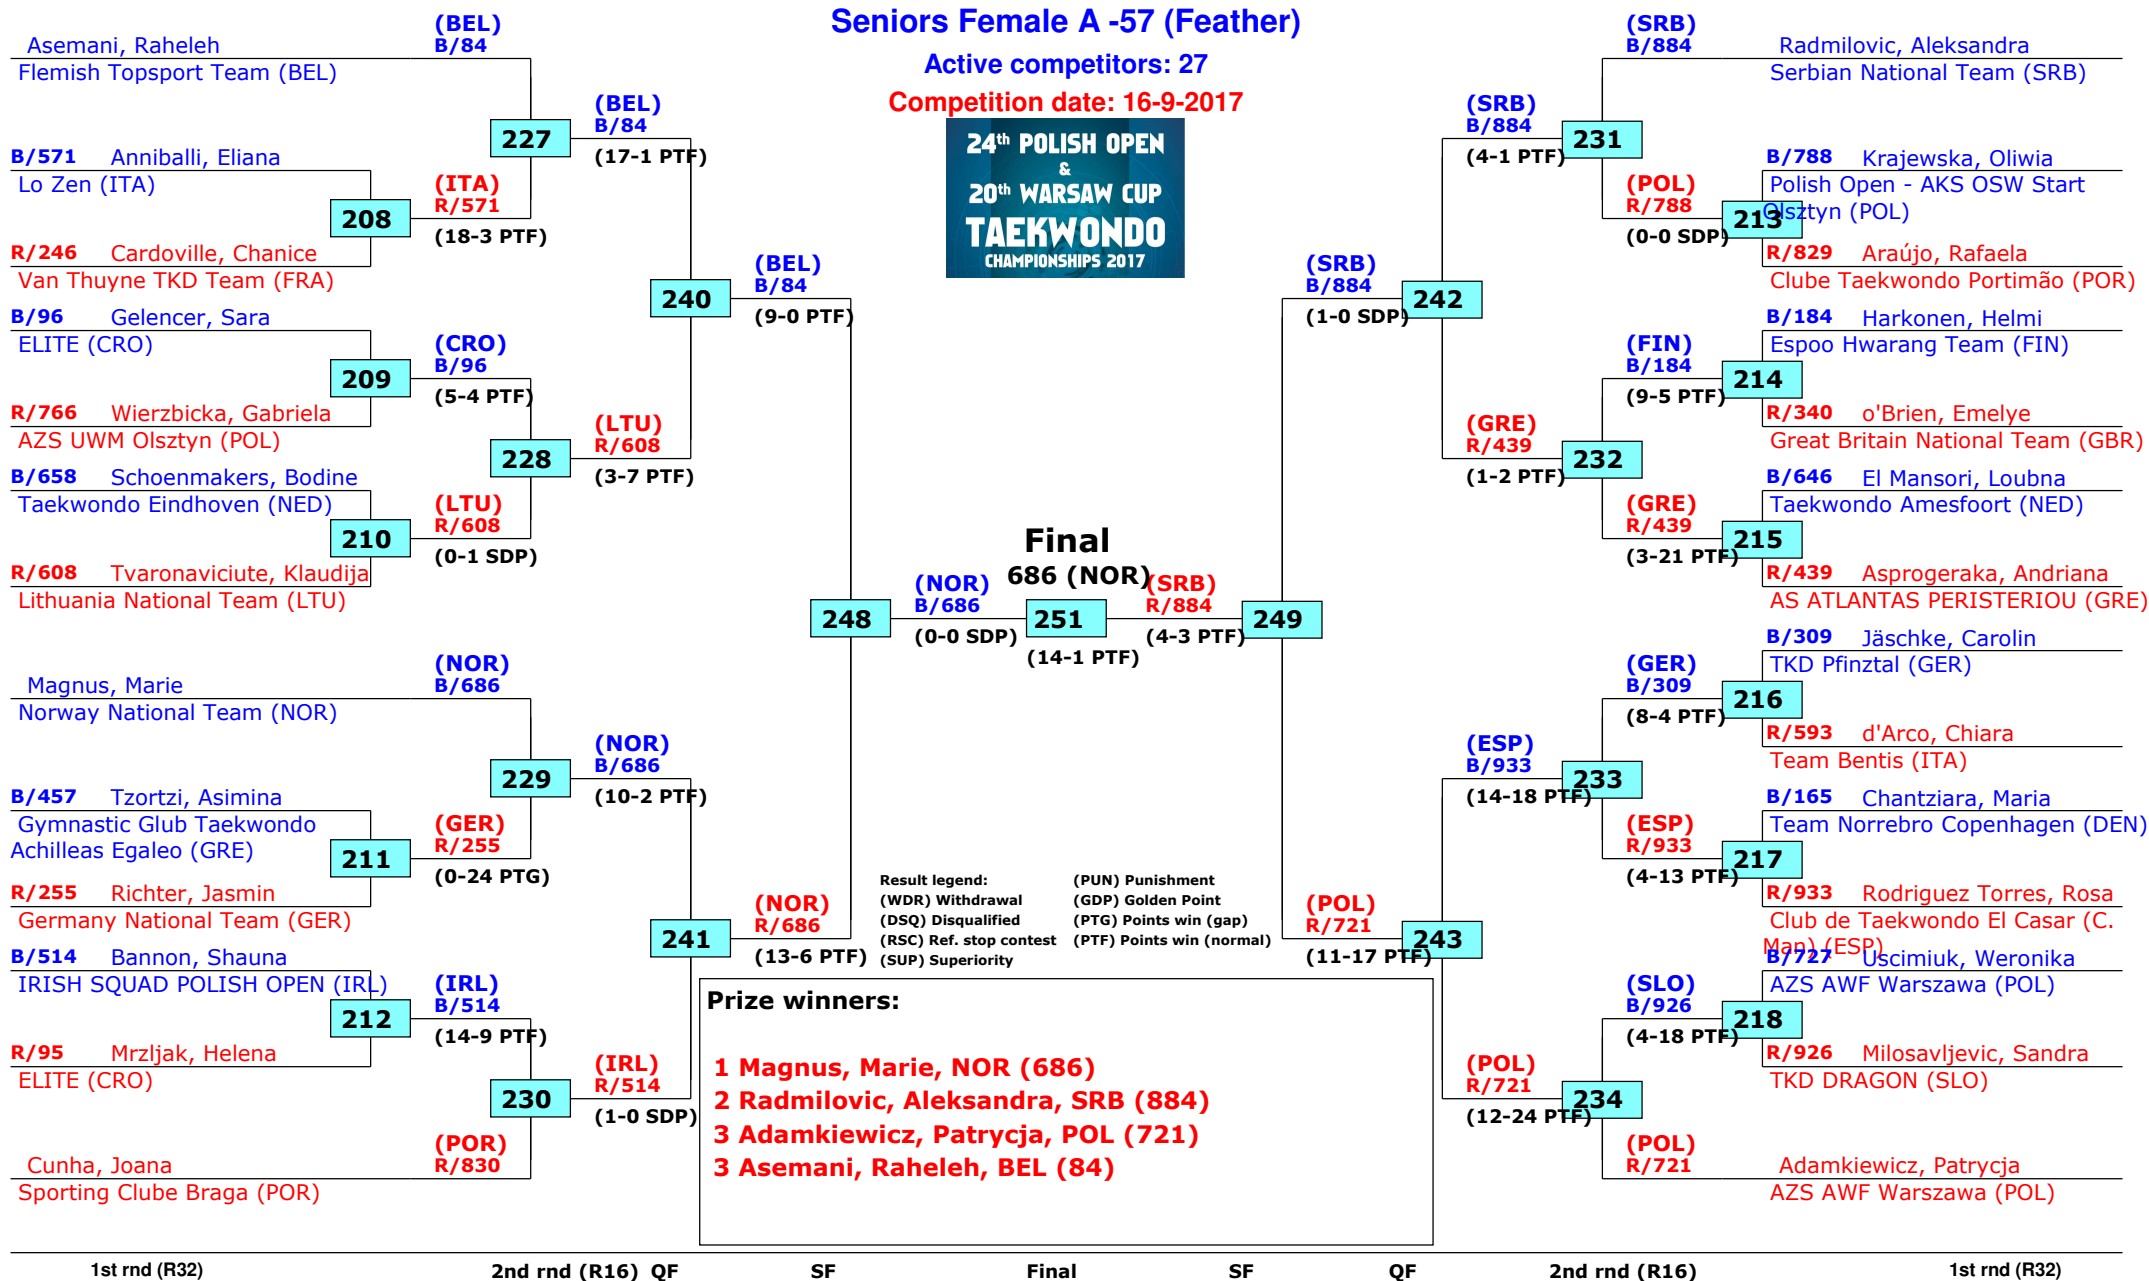 Seniors Female A -57 (Feather)
Active competitors: 27
Competition date: 16-9-2017
24th POLISH OPEN
&
20th WARSAW CUP
TAEKWONDO
CHAMPIONSHIPS 2017
Asemani, Raheleh
Flemish Topsport Team (BEL)
(BEL)
B/84
227
(BEL)
B/84
(17-1 PTF)
B/571 Anniballi, Eliana
Lo Zen (ITA)
208
(ITA)
R/571
(18-3 PTF)
R/246 Cardoville, Chanice
Van Thuyne TKD Team (FRA)
240
(BEL)
B/84
(9-0 PTF)
B/96 Gelencer, Sara
ELITE (CRO)
209
(CRO)
B/96
(5-4 PTF)
R/766 Wierzbicka, Gabriela
AZS UWM Olsztyn (POL)
228
(LTU)
R/608
(3-7 PTF)
B/658 Schoenmakers, Bodine
Taekwondo Eindhoven (NED)
210
(LTU)
R/608
(0-1 SDP)
R/608 Tvaronaviciute, Klaudija
Lithuania National Team (LTU)
248
(NOR)
B/686
(0-0 SDP)
Final
686 (NOR)
251
(14-1 PTF)
(SRB)
R/884
(4-3 PTF)
249
Magnus, Marie
Norway National Team (NOR)
(NOR)
B/686
229
(NOR)
B/686
(10-2 PTF)
B/457 Tzortzi, Asimina
Gymnastic Glub Taekwondo
Achilleas Egaleo (GRE)
211
(GER)
R/255
(0-24 PTG)
R/255 Richter, Jasmin
Germany National Team (GER)
241
(NOR)
R/686
(13-6 PTF)
B/514 Bannon, Shauna
IRISH SQUAD POLISH OPEN (IRL)
212
(IRL)
B/514
(14-9 PTF)
R/95 Mrzljak, Helena
ELITE (CRO)
230
(IRL)
R/514
(1-0 SDP)
(POR)
R/830
Cunha, Joana
Sporting Clube Braga (POR)
(SRB)
B/884
Radmilovic, Aleksandra
Serbian National Team (SRB)
(SRB)
B/884
(4-1 PTF)
231
B/788 Krajewska, Oliwia
Polish Open - AKS OSW Start
Olsztyn (POL)
(POL)
R/788
(0-0 SDP)
213
R/829 Araújo, Rafaela
Clube Taekwondo Portimão (POR)
(SRB)
B/884
(1-0 SDP)
242
B/184 Harkonen, Helmi
Espoo Hwarang Team (FIN)
(FIN)
B/184
(9-5 PTF)
214
R/340 o'Brien, Emelye
Great Britain National Team (GBR)
(GRE)
R/439
(1-2 PTF)
232
B/646 El Mansori, Loubna
Taekwondo Amesfoort (NED)
(GRE)
R/439
(3-21 PTF)
215
R/439 Asprogeraka, Andriana
AS ATLANTAS PERISTERIOU (GRE)
B/309 Jäschke, Carolin
TKD Pfinztal (GER)
(GER)
B/309
(8-4 PTF)
216
R/593 d'Arco, Chiara
Team Bentis (ITA)
(ESP)
B/933
(14-18 PTF)
233
B/165 Chantziara, Maria
Team Norrebro Copenhagen (DEN)
(ESP)
R/933
(4-13 PTF)
217
R/933 Rodriguez Torres, Rosa
Club de Taekwondo El Casar (C.
Man) (ESP)
(POL)
R/721
(11-17 PTF)
243
B/727 Uscimiuk, Weronika
AZS AWF Warszawa (POL)
(SLO)
B/926
(4-18 PTF)
218
R/926 Milosavljevic, Sandra
TKD DRAGON (SLO)
(POL)
R/721
(12-24 PTF)
234
(POL)
R/721
Adamkiewicz, Patrycja
AZS AWF Warszawa (POL)
Result legend: (PUN) Punishment
(WDR) Withdrawal (GDP) Golden Point
(DSQ) Disqualified (PTG) Points win (gap)
(RSC) Ref. stop contest (PTF) Points win (normal)
(SUP) Superiority
Prize winners:
1 Magnus, Marie, NOR (686)
2 Radmilovic, Aleksandra, SRB (884)
3 Adamkiewicz, Patrycja, POL (721)
3 Asemani, Raheleh, BEL (84)
1st rnd (R32) 2nd rnd (R16) QF SF Final SF QF 2nd rnd (R16) 1st rnd (R32)